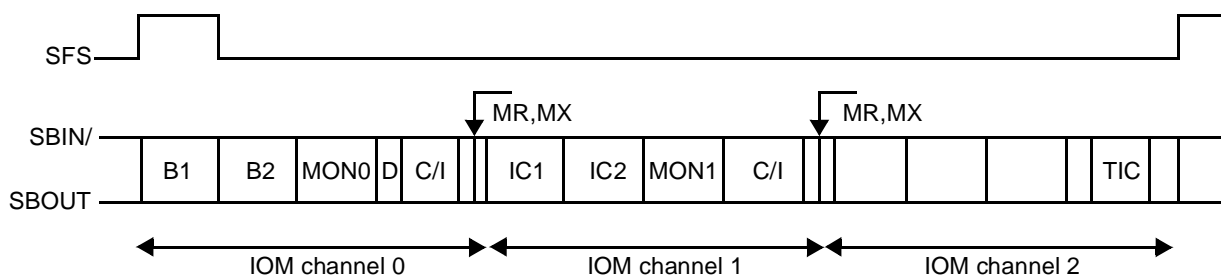 SFS
MR,MX MR,MX
SBIN/
B1 B2 MON0 D C/I IC1 IC2 MON1 C/I TIC
SBOUT
IOM channel 0 IOM channel 1 IOM channel 2